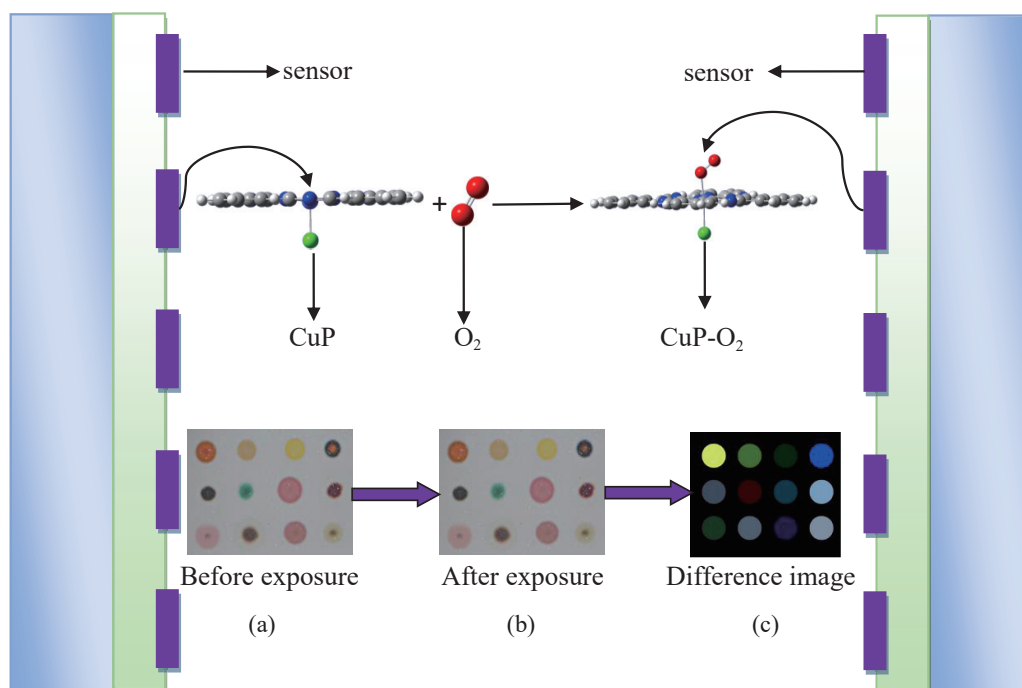 sensor
sensor
+
CuP
O₂
CuP-O₂
Before exposure
After exposure
Difference image
(a)
(b)
(c)